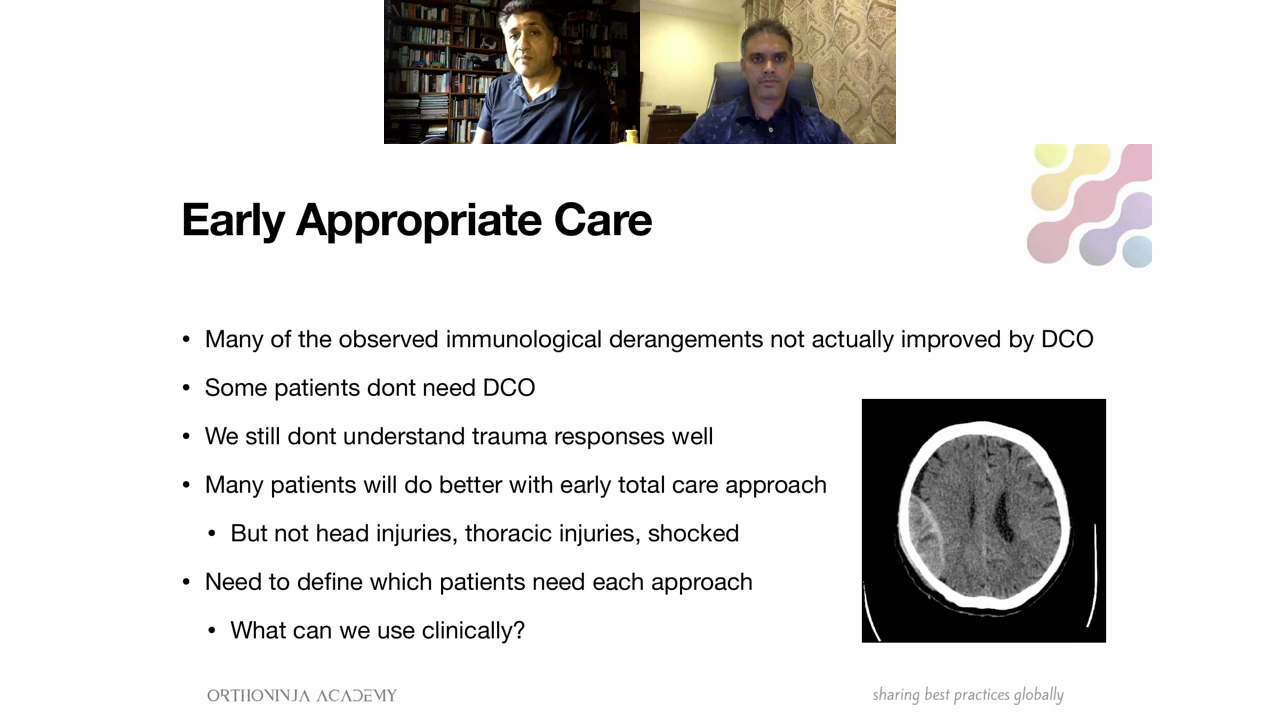 Early Appropriate Care
• Many of the observed immunological derangements not actually improved by DCO
• Some patients dont need DCO
• We still dont understand trauma responses well
• Many patients will do better with early total care approach
• But not head injuries, thoracic injuries, shocked
• Need to define which patients need each approach
• What can we use clinically?
ORTHONINJA ACADEMY
sharing best practices globally